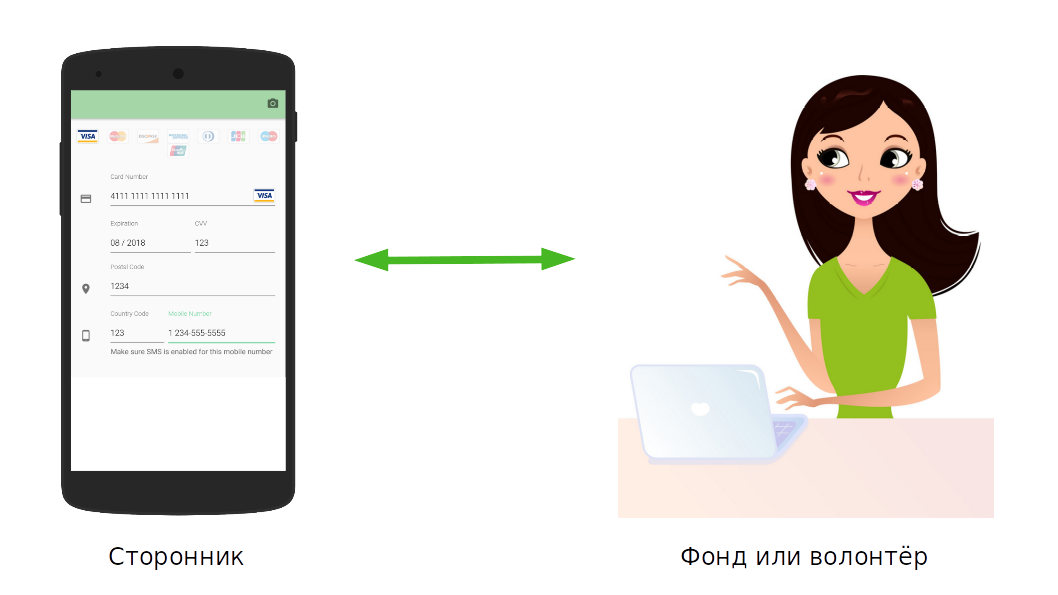 VISA
DISCOVER
Card Number
4111 1111 1111 1111 VISA
Expiration CVV
08 / 2018 123
Postal Code
1234
Country Code Mobile Number
123 1 234-555-5555
Make sure SMS is enabled for this mobile number
Сторонник
Фонд или волонтёр